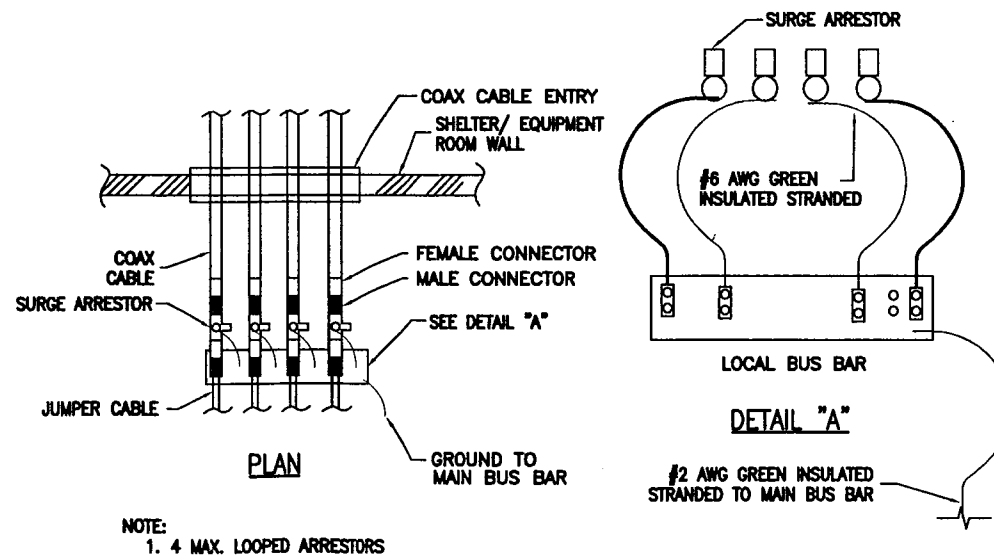 COAX CABLE ENTRY
SHELTER/ EQUIPMENT
ROOM WALL
COAX
CABLE
FEMALE CONNECTOR
MALE CONNECTOR
SURGE ARRESTOR
SEE DETAIL "A"
JUMPER CABLE
PLAN
GROUND TO
MAIN BUS BAR
NOTE:
1. 4 MAX. LOOPED ARRESTORS
SURGE ARRESTOR
#6 AWG GREEN
INSULATED STRANDED
LOCAL BUS BAR
DETAIL "A"
#2 AWG GREEN INSULATED
STRANDED TO MAIN BUS BAR